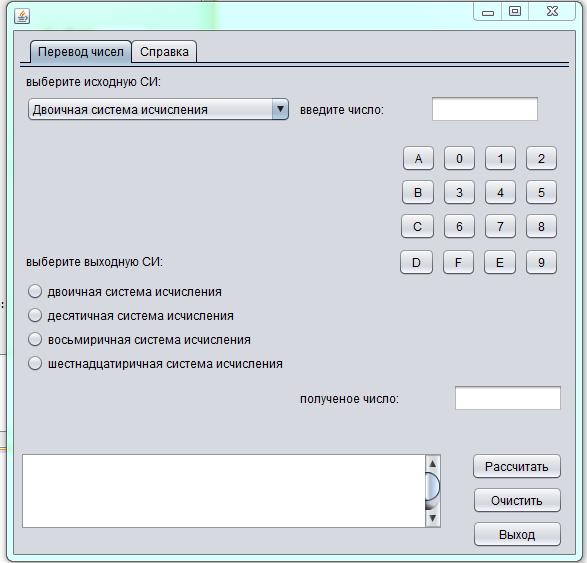 Перевод чисел Справка
выберите исходную СИ:
Двоичная система исчисления введите число:
A 0 1 2
B 3 4 5
C 6 7 8
D F E 9
выберите выходную СИ:
двоичная система исчисления
десятичная система исчисления
восьмиричная система исчисления
шестнадцатиричная система исчисления
полученое число:
Рассчитать
Очистить
Выход